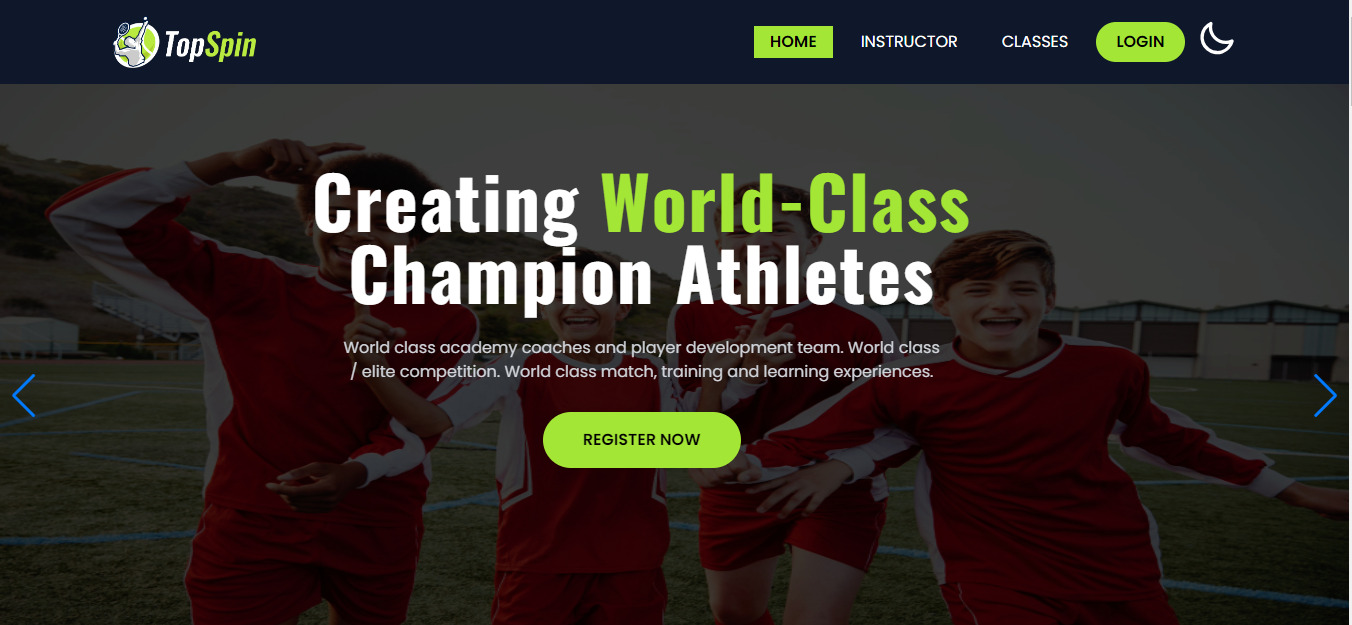 TopSpin
HOME
INSTRUCTOR
CLASSES
LOGIN
Creating World-Class
Champion Athletes
World class academy coaches and player development team. World class
/ elite competition. World class match, training and learning experiences.
REGISTER NOW